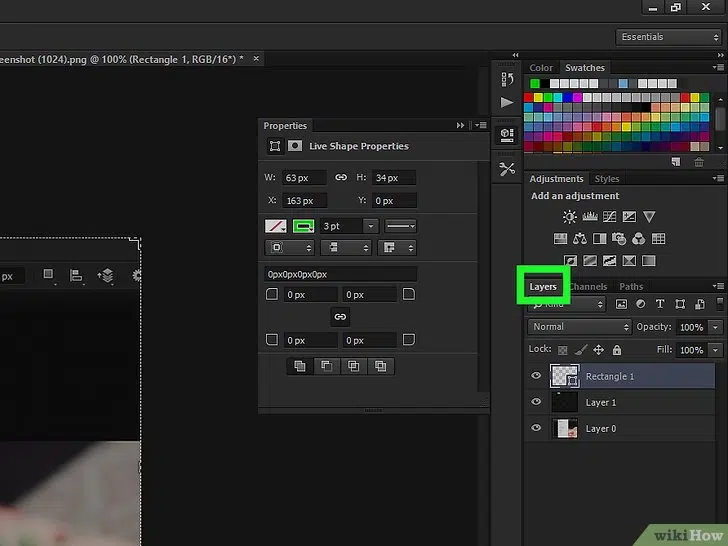 Essentials
eenshot (1024).png @ 100% (Rectangle 1, RGB/16*) * ×
Color Swatches
Properties
Live Shape Properties
W: 63 px H: 34 px
X: 163 px Y: 0 px
3 pt
0px0px0px0px
0 px 0 px
0 px 0 px
px
Adjustments Styles
Add an adjustment
Layers Channels Paths
Kind
Normal Opacity: 100%
Lock: Fill: 100%
Rectangle 1
Layer 1
Layer 0
wikiHow